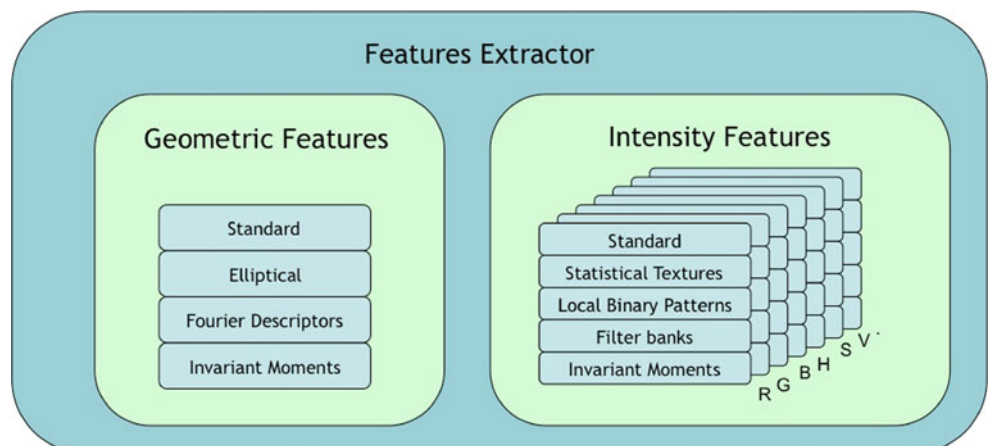 Features Extractor
Geometric Features
Standard
Elliptical
Fourier Descriptors
Invariant Moments
Intensity Features
Standard
Statistical Textures
Local Binary Patterns
Filter banks
Invariant Moments
R G B H S V .